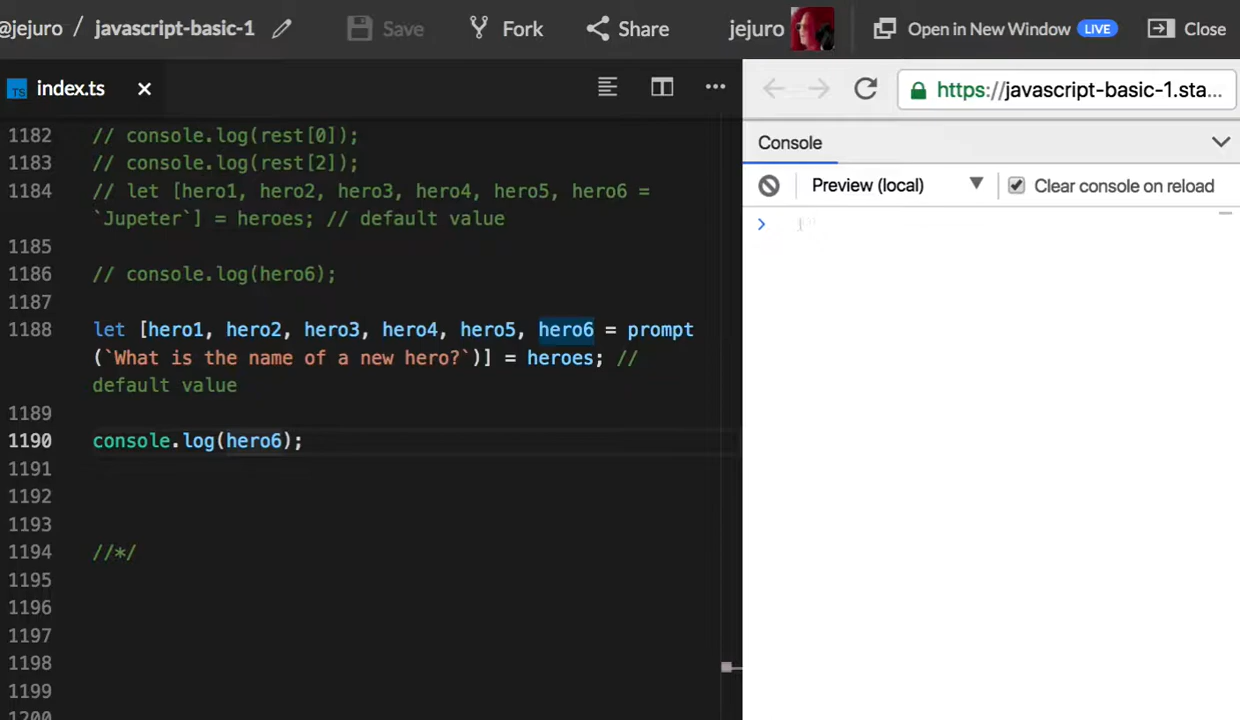 @jejuro / javascript-basic-1 Save Fork Share jejuro Open in New Window LIVE Close
TS index.ts
https://javascript-basic-1.sta...
Console
Preview (local) Clear console on reload
1182 // console.log(rest[0]);
1183 // console.log(rest[2]);
1184 // let [hero1, hero2, hero3, hero4, hero5, hero6 =
`Jupeter`] = heroes; // default value
1185
1186 // console.log(hero6);
1187
1188 let [hero1, hero2, hero3, hero4, hero5, hero6 = prompt
(`What is the name of a new hero?`)] = heroes; //
default value
1189
1190 console.log(hero6);
1191
1192
1193
1194 //*/
1195
1196
1197
1198
1199
1200